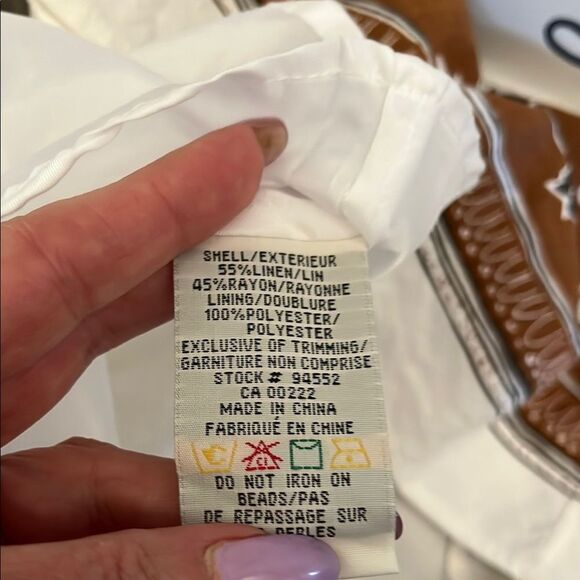 SHELL/EXTERIEUR
55%LINEN/LIN
45%RAYON/RAYONNE
LINING/DOUBLURE
100%POLYESTER/
POLYESTER
EXCLUSIVE OF TRIMMING/
GARNITURE NON COMPRISE
STOCK # 94552
CA 00222
MADE IN CHINA
FABRIQUÉ EN CHINE
CL
DO NOT IRON ON
BEADS/PAS
DE REPASSAGE SUR